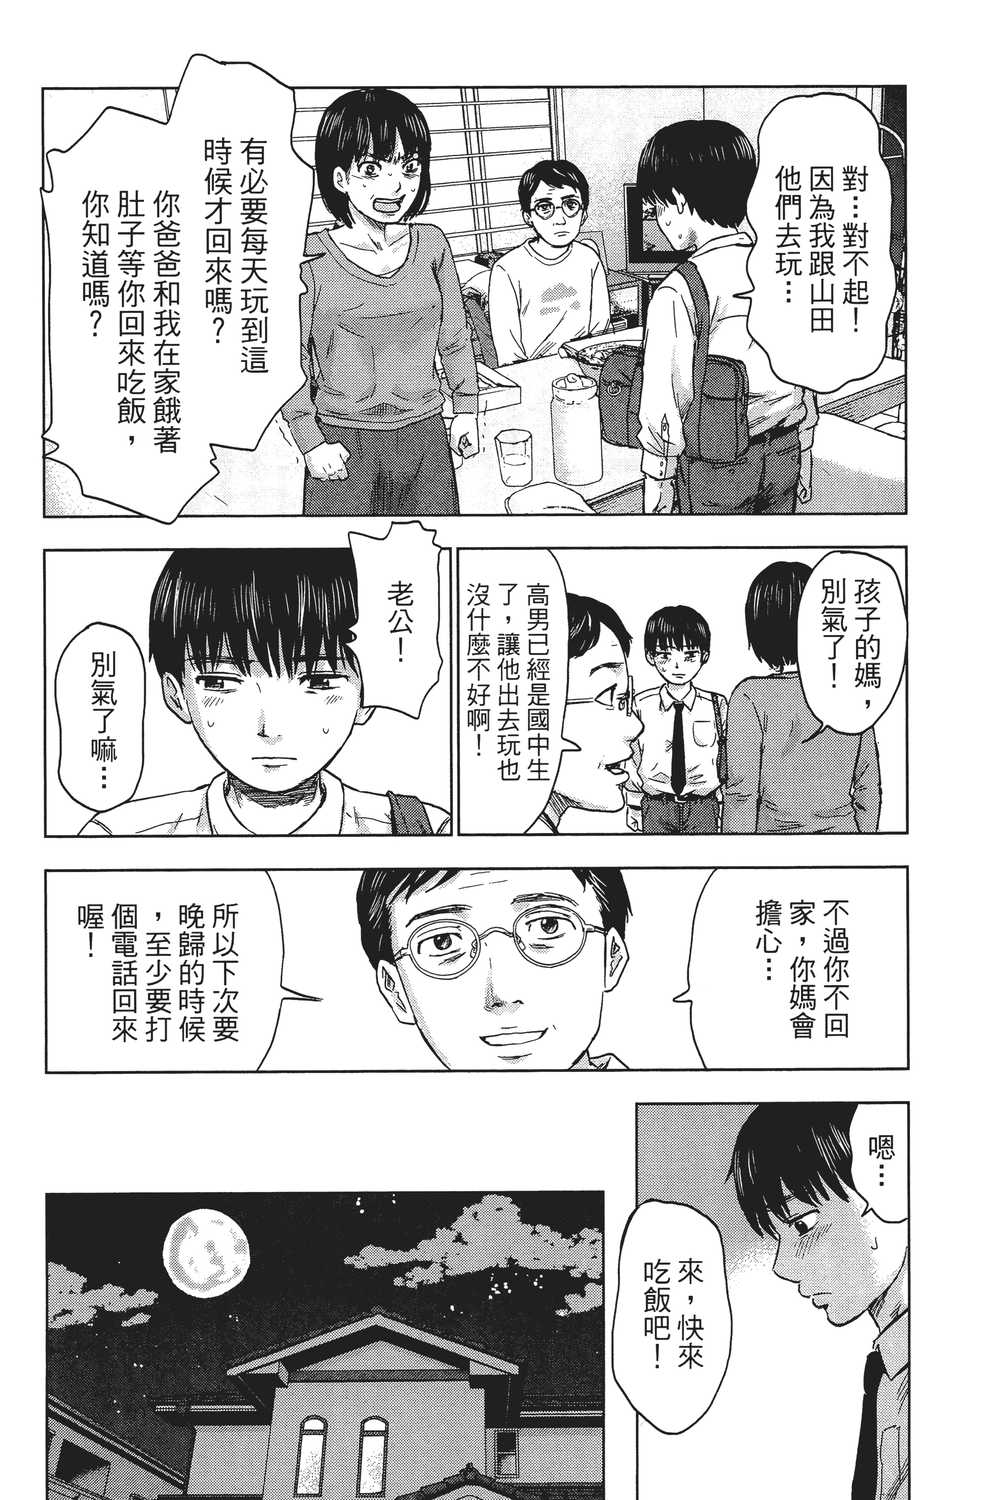 對…對不起！
因為我跟山田
他們去玩…
有必要每天玩到這
時候才回來嗎？
你爸爸和我在家餓著
肚子等你回來吃飯，
你知道嗎？
孩子的媽，
別氣了！
高男已經是國中生
了，讓他出去玩也
沒什麼不好啊！
老公！
別氣了嘛…
不過你不回
家，你媽會
擔心…
所以下次要
晚歸的時候
，至少要打
個電話回來
喔！
嗯…
來，快來
吃飯吧！